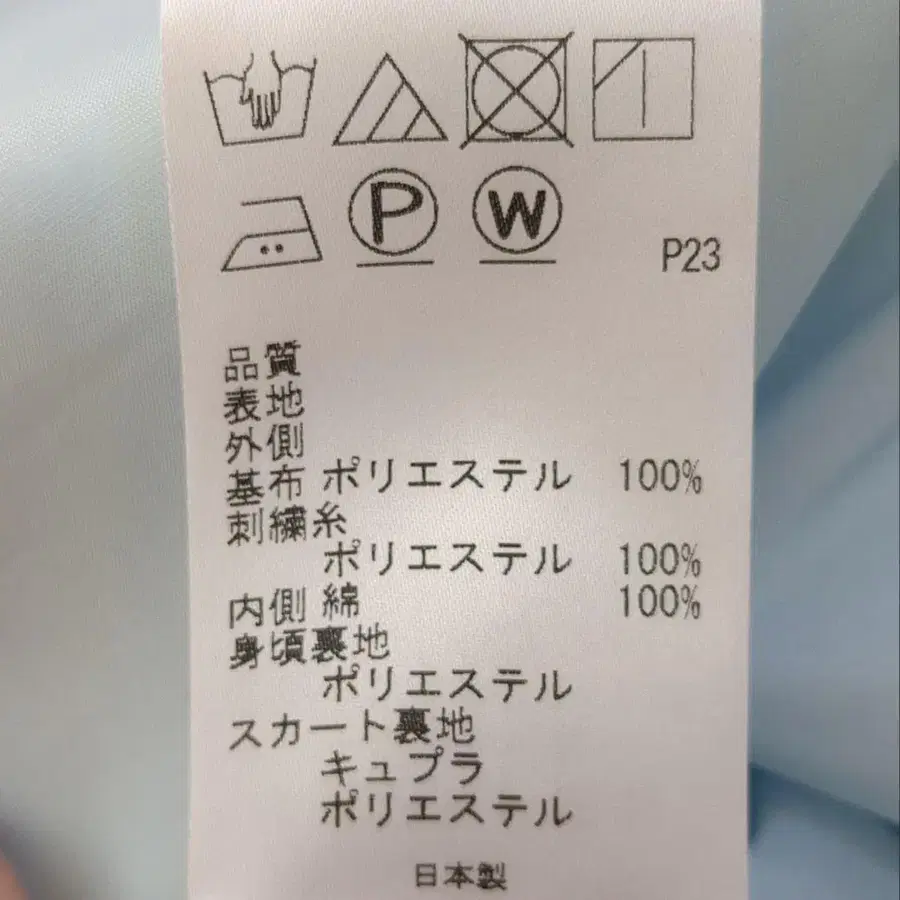 P W
P23
品質
表地
外側
基布 ポリエステル 100%
刺繍糸
ポリエステル 100%
内側 綿 100%
身頃裏地
ポリエステル
スカート裏地
キュプラ
ポリエステル
日本製